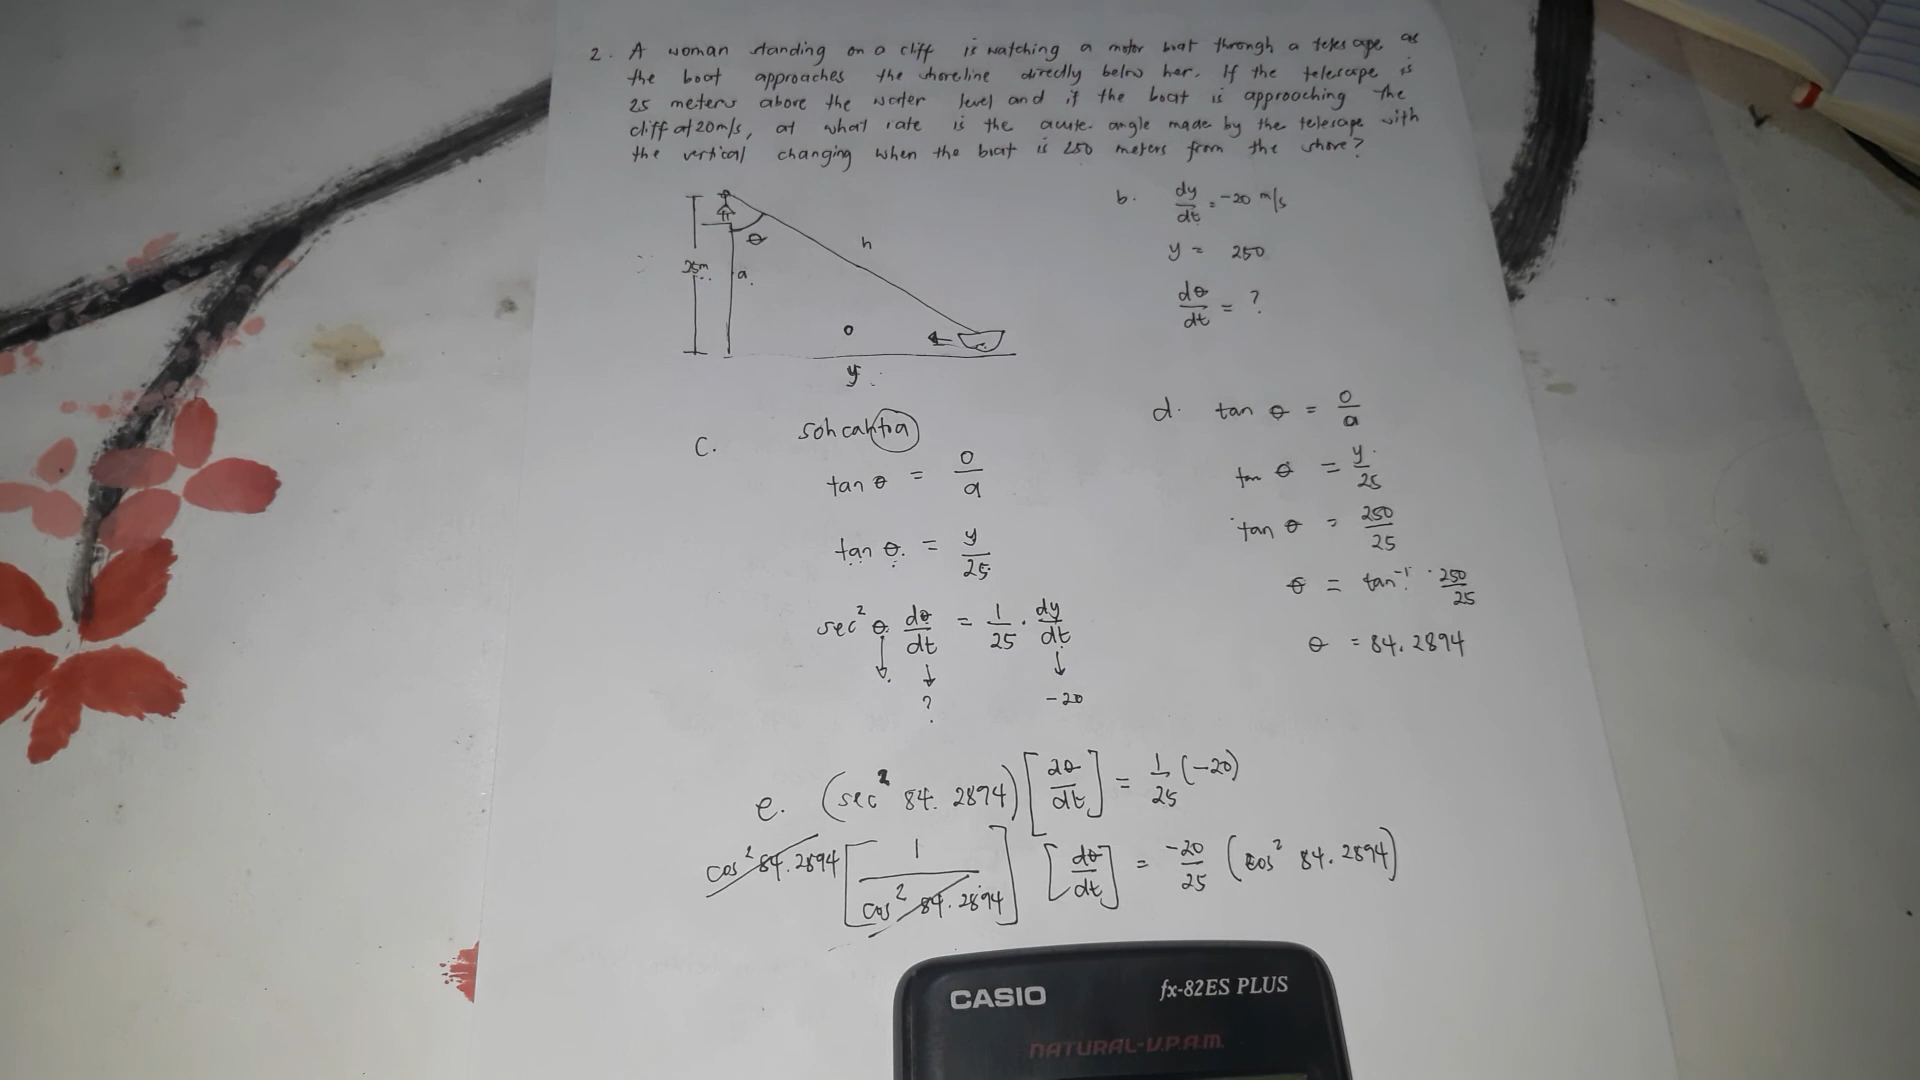 2. A woman standing on a cliff is watching a motor boat through a telescope as
the boat approaches the shoreline directly below her. If the telescope is
25 meters above the water level and if the boat is approaching the
cliff at 20m/s, at what rate is the acute angle made by the telescope with
the vertical changing when the boat is 250 meters from the shore?
25m
θ
h
a
o
y
b. dy/dt = -20 m/s
y = 250
dθ/dt = ?
c. sohcahtoa
tan θ = o/a
tan θ = y/25
sec² θ dθ/dt = 1/25 · dy/dt
? -20
d. tan θ = o/a
tan θ = y/25
tan θ = 250/25
θ = tan⁻¹ · 250/25
θ = 84.2894
e. (sec² 84.2894) [dθ/dt] = 1/25 (-20)
cos² 84.2894 [1/cos² 84.2894] [dθ/dt] = -20/25 (cos² 84.2894)
CASIO fx-82ES PLUS
NATURAL-V.P.A.M.